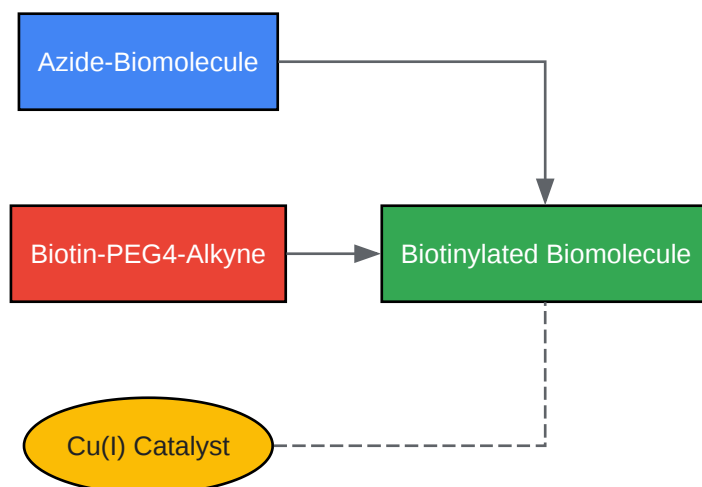 Azide-Biomolecule
Biotin-PEG4-Alkyne
Biotinylated Biomolecule
Cu(I) Catalyst